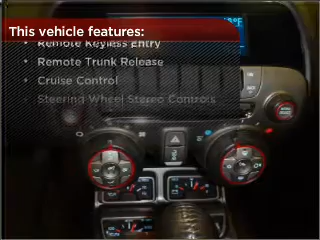 This vehicle features:
• Remote Keyless Entry
• Remote Trunk Release
• Cruise Control
• Steering Wheel Stereo Controls